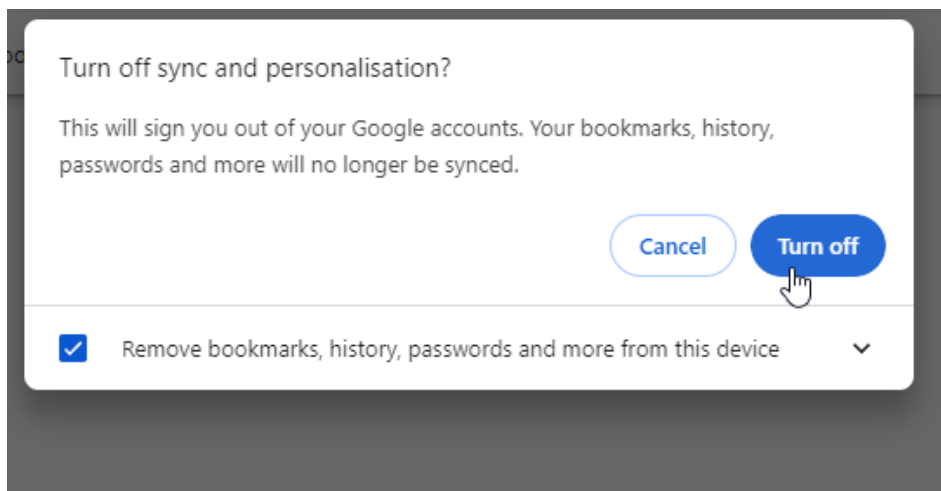 Turn off sync and personalisation?
This will sign you out of your Google accounts. Your bookmarks, history,
passwords and more will no longer be synced.
Cancel
Turn off
Remove bookmarks, history, passwords and more from this device